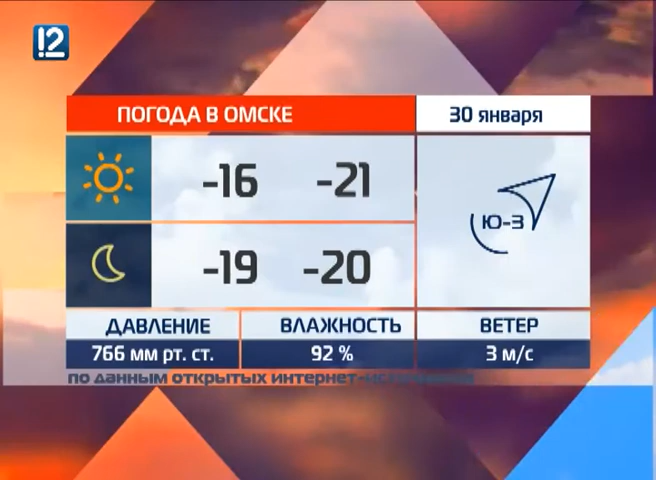 !2
ПОГОДА В ОМСКЕ
30 января
-16 -21
Ю-З
-19 -20
ДАВЛЕНИЕ ВЛАЖНОСТЬ ВЕТЕР
766 мм рт. ст. 92 % 3 м/с
по данным открытых интернет-источников